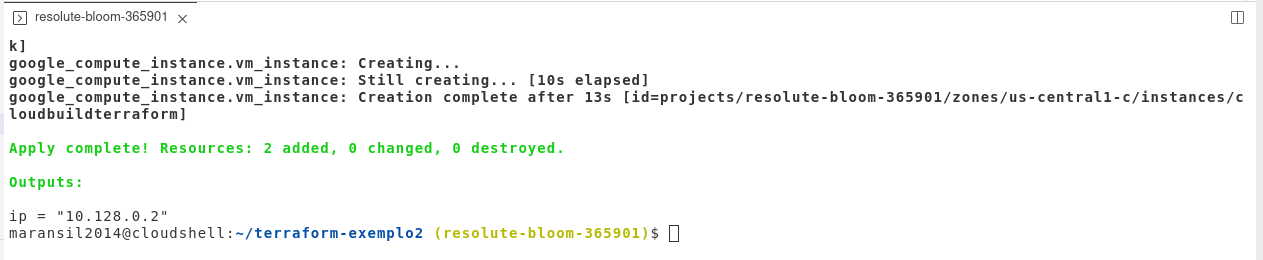 resolute-bloom-365901
k]
google_compute_instance.vm_instance: Creating...
google_compute_instance.vm_instance: Still creating... [10s elapsed]
google_compute_instance.vm_instance: Creation complete after 13s [id=projects/resolute-bloom-365901/zones/us-central1-c/instances/c
loudbuildterraform]
Apply complete! Resources: 2 added, 0 changed, 0 destroyed.
Outputs:
ip = "10.128.0.2"
maransil2014@cloudshell:~/terraform-exemplo2 (resolute-bloom-365901)$